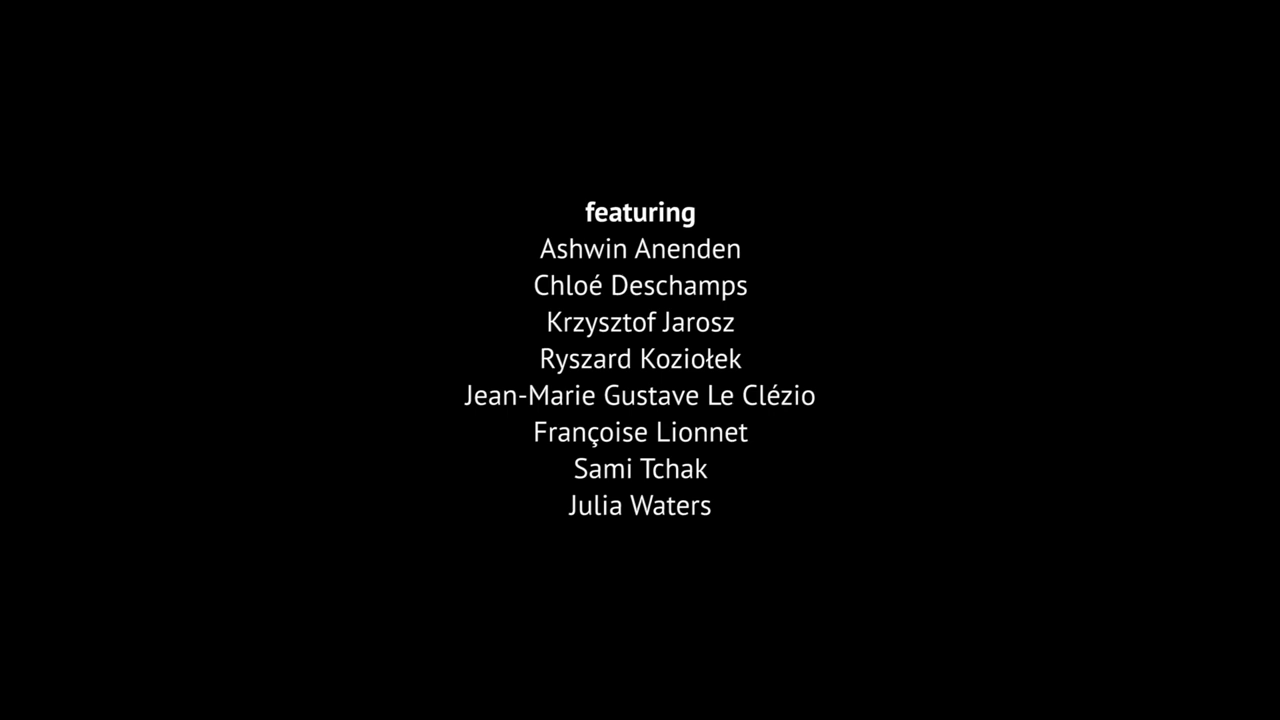 featuring
Ashwin Anenden
Chloé Deschamps
Krzysztof Jarosz
Ryszard Koziołek
Jean-Marie Gustave Le Clézio
Françoise Lionnet
Sami Tchak
Julia Waters